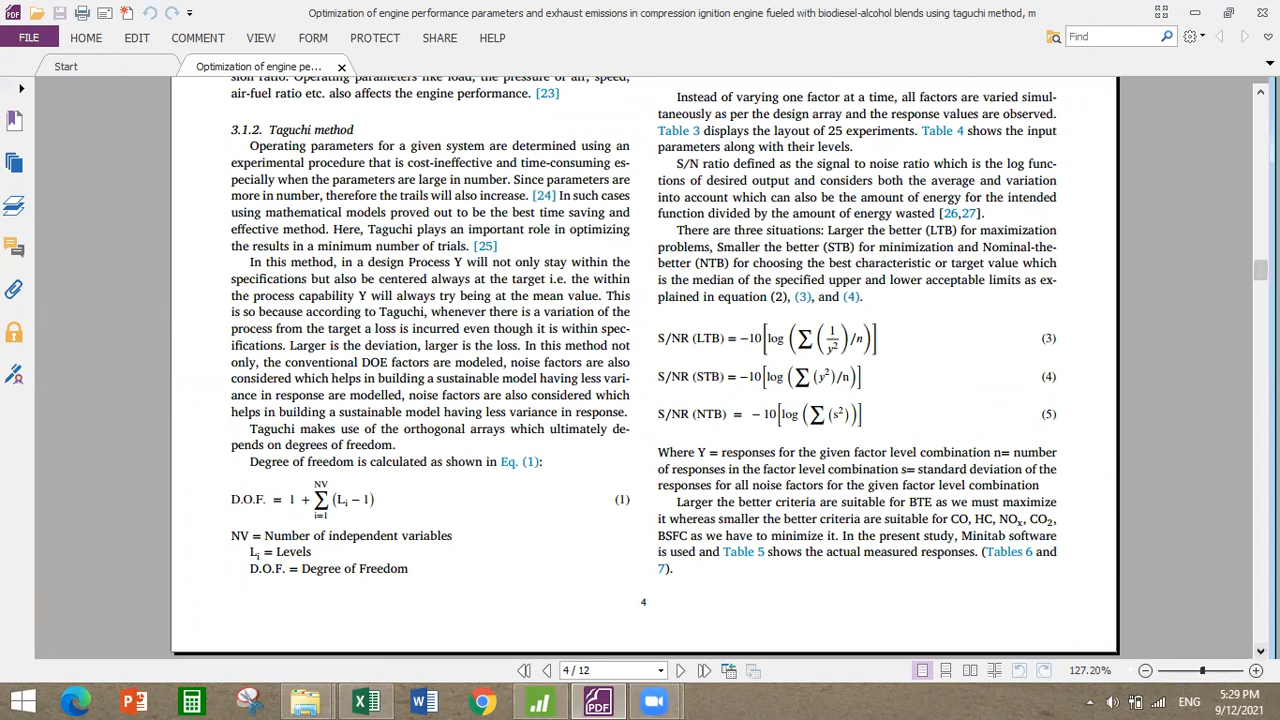 Optimization of engine performance parameters and exhaust emissions in compression ignition engine fueled with biodiesel-alcohol blends using taguchi method, m
FILE HOME EDIT COMMENT VIEW FORM PROTECT SHARE HELP
Find
Start
Optimization of engine pe...
sion ratio. Operating parameters like load, the pressure of air, speed,
air-fuel ratio etc. also affects the engine performance. [23]
3.1.2. Taguchi method
Operating parameters for a given system are determined using an
experimental procedure that is cost-ineffective and time-consuming es-
pecially when the parameters are large in number. Since parameters are
more in number, therefore the trails will also increase. [24] In such cases
using mathematical models proved out to be the best time saving and
effective method. Here, Taguchi plays an important role in optimizing
the results in a minimum number of trials. [25]
In this method, in a design Process Y will not only stay within the
specifications but also be centered always at the target i.e. the within
the process capability Y will always try being at the mean value. This
is so because according to Taguchi, whenever there is a variation of the
process from the target a loss is incurred even though it is within spec-
ifications. Larger is the deviation, larger is the loss. In this method not
only, the conventional DOE factors are modeled, noise factors are also
considered which helps in building a sustainable model having less vari-
ance in response are modelled, noise factors are also considered which
helps in building a sustainable model having less variance in response.
Taguchi makes use of the orthogonal arrays which ultimately de-
pends on degrees of freedom.
Degree of freedom is calculated as shown in Eq. (1):
D.O.F. = 1 + ∑ NV i=1 (Li − 1) (1)
NV = Number of independent variables
Li = Levels
D.O.F. = Degree of Freedom
Instead of varying one factor at a time, all factors are varied simul-
taneously as per the design array and the response values are observed.
Table 3 displays the layout of 25 experiments. Table 4 shows the input
parameters along with their levels.
S/N ratio defined as the signal to noise ratio which is the log func-
tions of desired output and considers both the average and variation
into account which can also be the amount of energy for the intended
function divided by the amount of energy wasted [26,27].
There are three situations: Larger the better (LTB) for maximization
problems, Smaller the better (STB) for minimization and Nominal-the-
better (NTB) for choosing the best characteristic or target value which
is the median of the specified upper and lower acceptable limits as ex-
plained in equation (2), (3), and (4).
S/NR (LTB) = −10[log (∑ (1/y²)/n)] (3)
S/NR (STB) = −10[log (∑ (y²)/n)] (4)
S/NR (NTB) = − 10[log (∑ (s²))] (5)
Where Y = responses for the given factor level combination n= number
of responses in the factor level combination s= standard deviation of the
responses for all noise factors for the given factor level combination
Larger the better criteria are suitable for BTE as we must maximize
it whereas smaller the better criteria are suitable for CO, HC, NOx, CO2,
BSFC as we have to minimize it. In the present study, Minitab software
is used and Table 5 shows the actual measured responses. (Tables 6 and
7).
4
4 / 12
127.20%
ENG
5:29 PM
9/12/2021